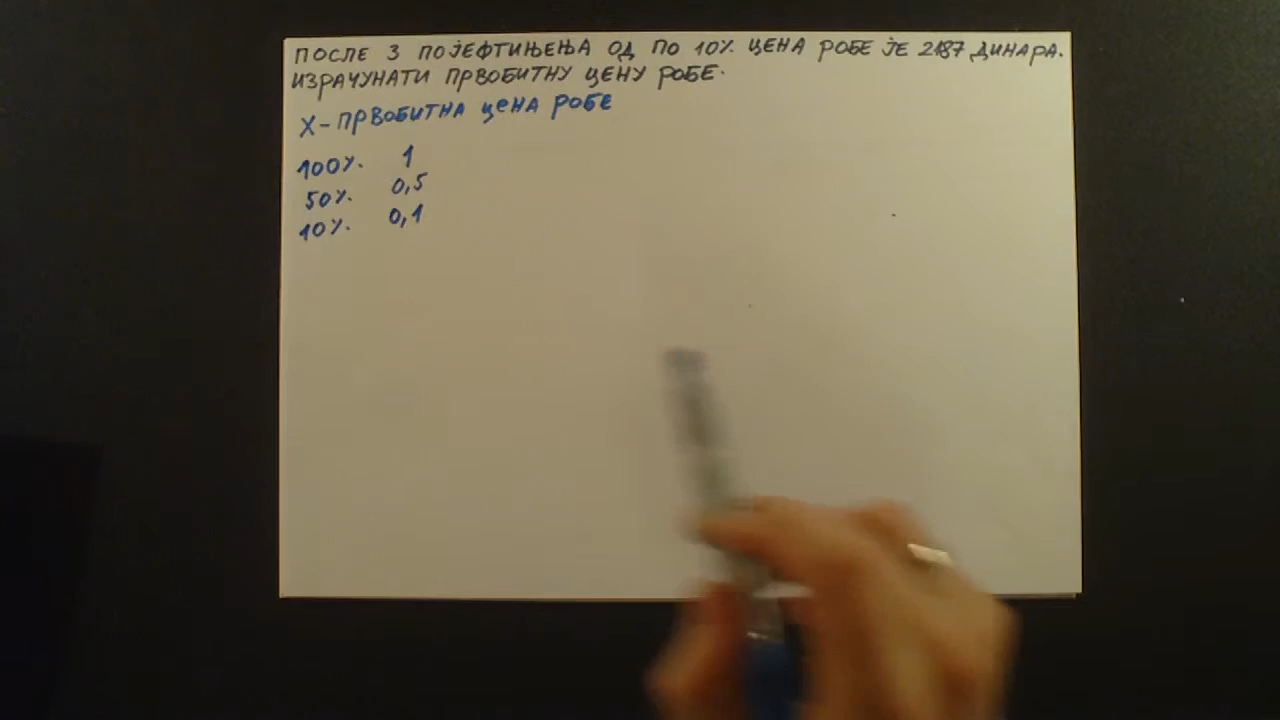 ПОСЛЕ 3 ПОЈЕФТИЊЕЊА ОД ПО 10% ЦЕНА РОБЕ ЈЕ 2187 ДИНАРА.
ИЗРАЧУНАТИ ПРВОБИТНУ ЦЕНУ РОБЕ.
X - ПРВОБИТНА ЦЕНА РОБЕ
100% 1
50% 0,5
10% 0,1